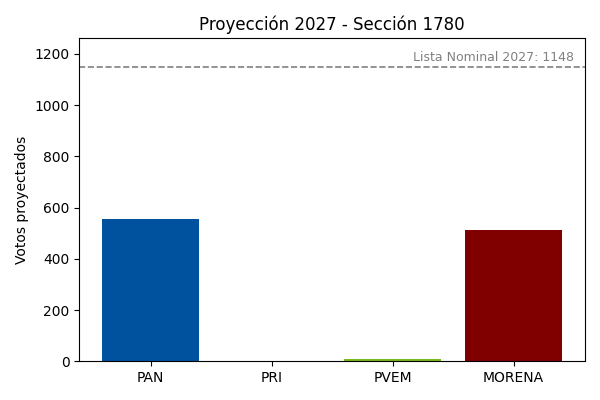 Proyección 2027 - Sección 1780
Lista Nominal 2027: 1148
Votos proyectados
1200
1000
800
600
400
200
0
PAN
PRI
PVEM
MORENA